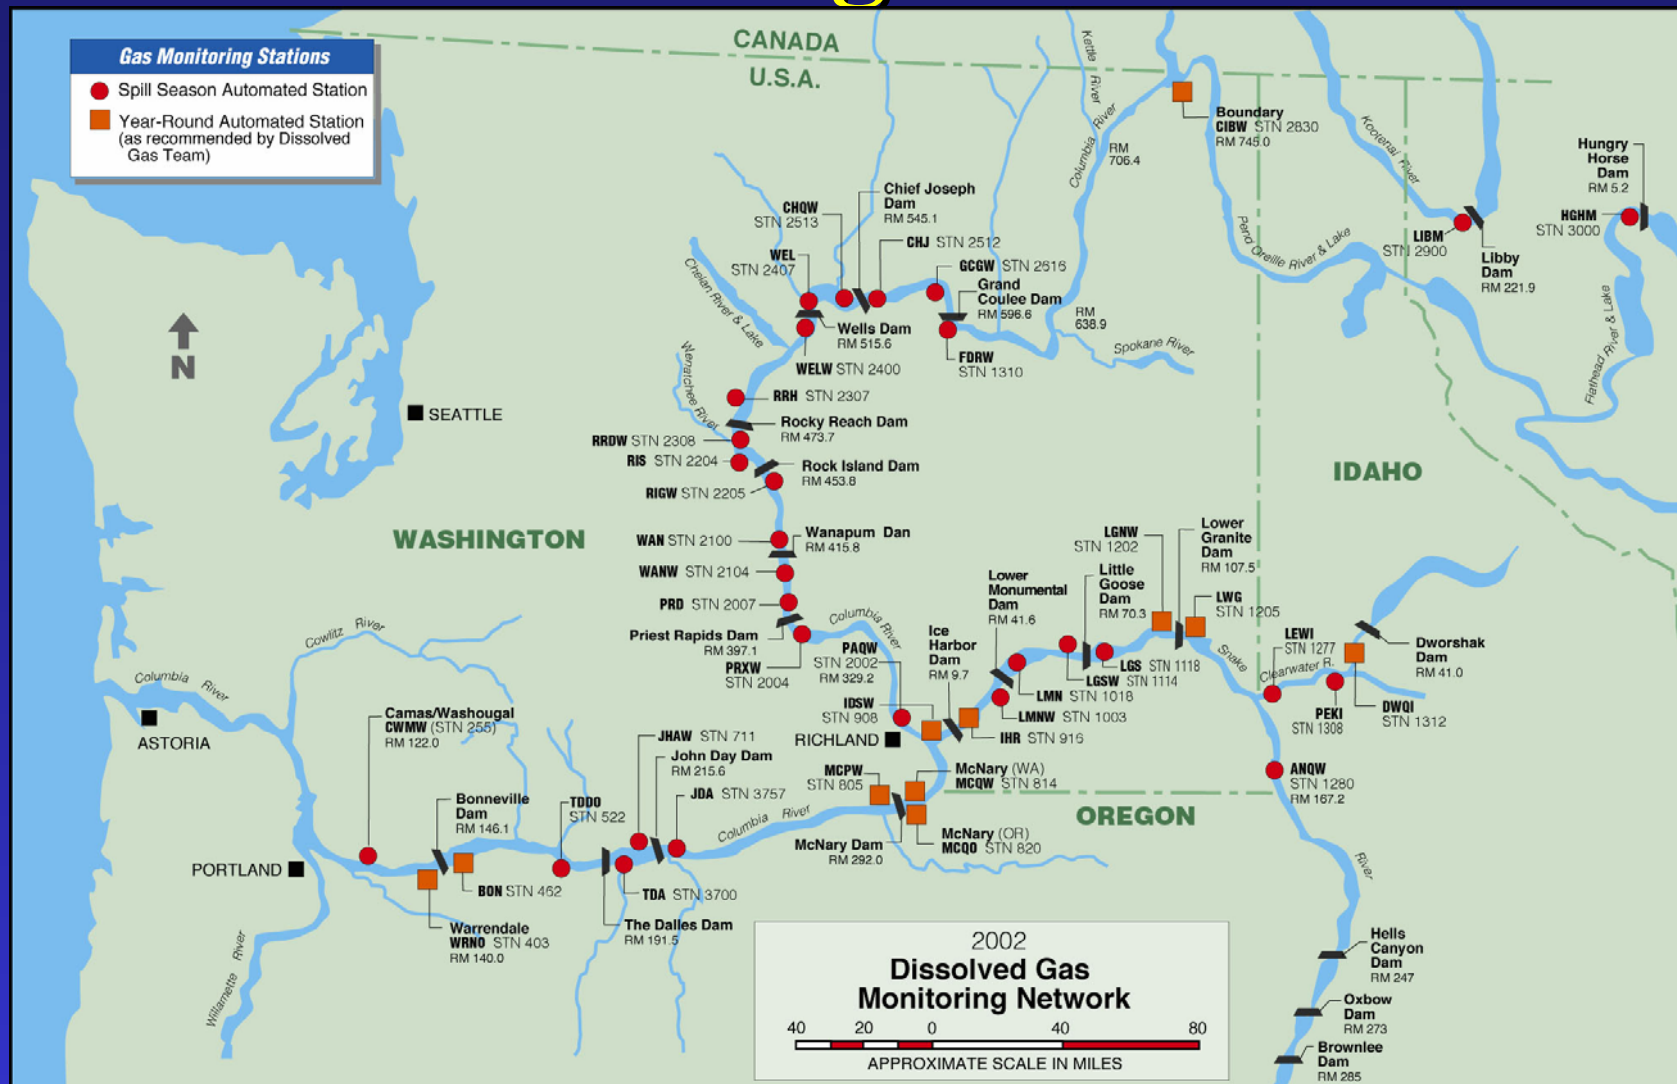 Gas Monitoring Stations
Spill Season Automated Station
Year-Round Automated Station
(as recommended by Dissolved
Gas Team)
CANADA
U.S.A.
Kettle River
Columbia River
RM
706.4
Boundary
CIBW STN 2830
RM 745.0
Kootenai River
Hungry
Horse
Dam
RM 5.2
HGHM
STN 3000
LIBM
STN 2900
Libby
Dam
RM 221.9
Pend Oreille River & Lake
Flathead River & Lake
Chief Joseph
Dam
RM 545.1
CHQW
STN 2513
CHJ STN 2512
WEL
STN 2407
GCGW STN 2616
Grand
Coulee Dam
RM 596.6
RM
638.9
Chelan River & Lake
Wells Dam
RM 515.6
Spokane River
FDRW
STN 1310
WELW STN 2400
Wenatchee River
N
SEATTLE
RRH STN 2307
Rocky Reach Dam
RM 473.7
RRDW STN 2308
RIS STN 2204
Rock Island Dam
RM 453.8
RIGW STN 2205
IDAHO
WASHINGTON
WAN STN 2100
Wanapum Dan
RM 415.8
WANW STN 2104
PRD STN 2007
Priest Rapids Dam
RM 397.1
PRXW
STN 2004
Columbia River
PAQW
STN 2002
RM 329.2
IDSW
STN 908
RICHLAND
Ice
Harbor
Dam
RM 9.7
Lower
Monumental
Dam
RM 41.6
Little
Goose
Dam
RM 70.3
LGNW
STN 1202
Lower
Granite
Dam
RM 107.5
LWG
STN 1205
LGS STN 1118
LGSW STN 1114
LMN STN 1018
LMNW STN 1003
IHR STN 916
Snake
LEWI
STN 1277
Clearwater R.
PEKI
STN 1308
DWQI
STN 1312
Dworshak
Dam
RM 41.0
ANQW
STN 1280
RM 167.2
Cowlitz River
Columbia River
ASTORIA
Camas/Washougal
CWMW (STN 255)
RM 122.0
JHAW STN 711
John Day Dam
RM 215.6
JDA STN 3757
MCPW
STN 805
McNary (WA)
MCQW STN 814
OREGON
Bonneville
Dam
RM 146.1
TDDO
STN 522
Columbia River
McNary Dam
RM 292.0
McNary (OR)
MCQO STN 820
PORTLAND
BON STN 462
TDA STN 3700
Warrendale
WRNO STN 403
RM 140.0
The Dalles Dam
RM 191.5
Willamette River
River
Hells
Canyon
Dam
RM 247
Oxbow
Dam
RM 273
Brownlee
Dam
RM 285
2002
Dissolved Gas
Monitoring Network
40 20 0 40 80
APPROXIMATE SCALE IN MILES